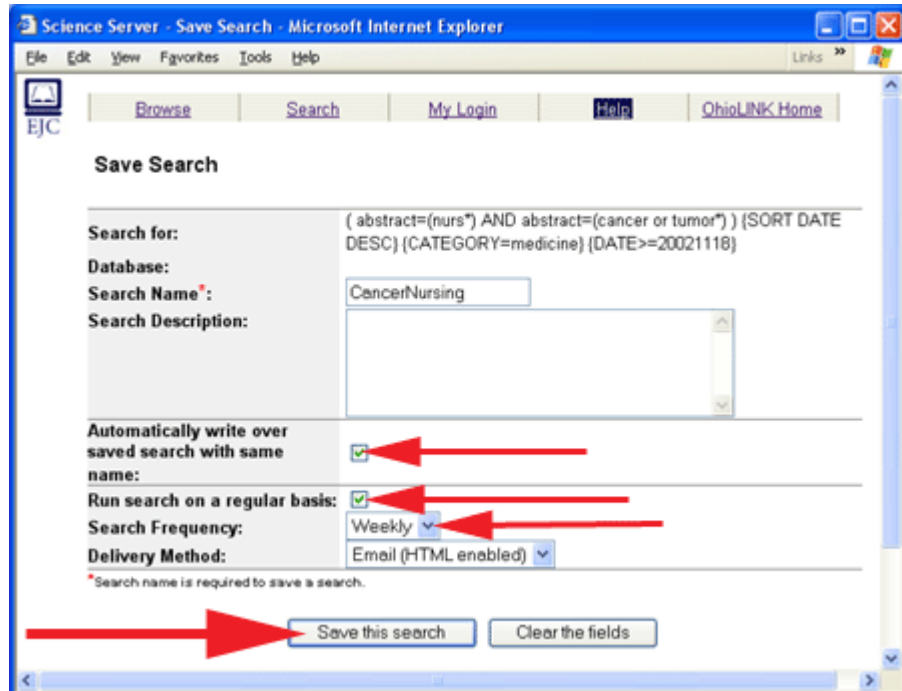 Science Server - Save Search - Microsoft Internet Explorer
File Edit View Favorites Tools Help Links »
EJC
Browse Search My Login Help OhioLINK Home
Save Search
Search for: ( abstract=(nurs*) AND abstract=(cancer or tumor*) ) {SORT DATE
DESC} {CATEGORY=medicine} {DATE>=20021118}
Database:
Search Name*: CancerNursing
Search Description:
Automatically write over
saved search with same
name:
Run search on a regular basis:
Search Frequency: Weekly
Delivery Method: Email (HTML enabled)
*Search name is required to save a search.
Save this search Clear the fields